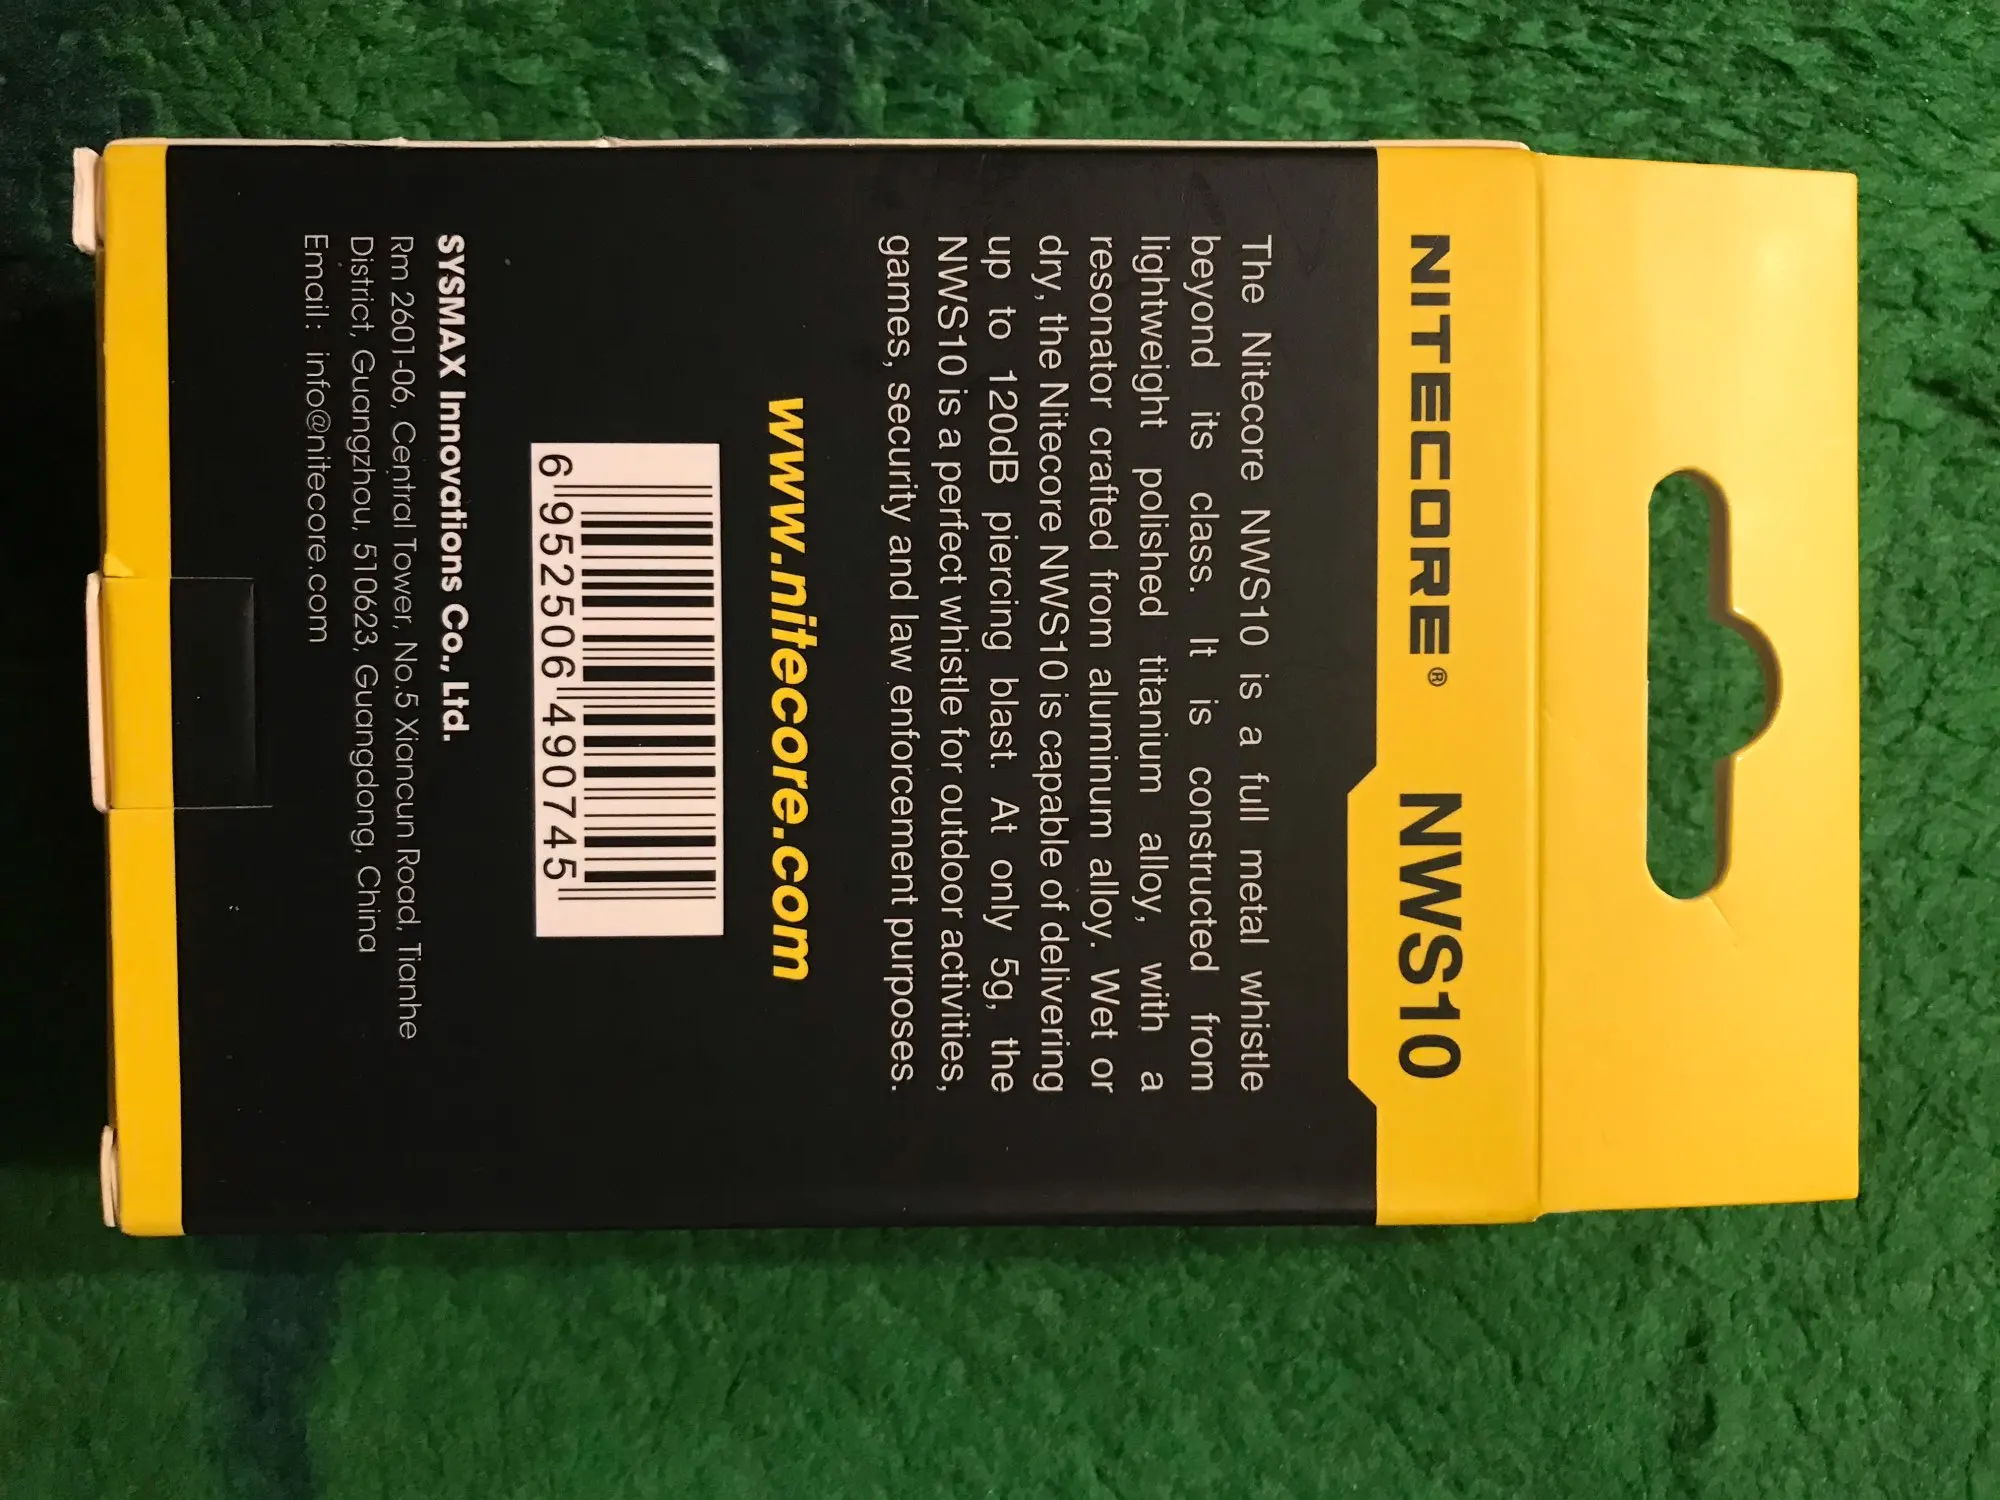 NITECORE® NWS10
The Nitecore NWS10 is a full metal whistle
beyond its class. It is constructed from
lightweight polished titanium alloy, with a
resonator crafted from aluminum alloy. Wet or
dry, the Nitecore NWS10 is capable of delivering
up to 120dB piercing blast. At only 5g, the
NWS10 is a perfect whistle for outdoor activities,
games, security and law enforcement purposes.
www.nitecore.com
6 952506 490745
SYSMAX Innovations Co., Ltd.
Rm 2601-06, Central Tower, No.5 Xiancun Road, Tianhe
District, Guangzhou, 510623, Guangdong, China
Email: info@nitecore.com